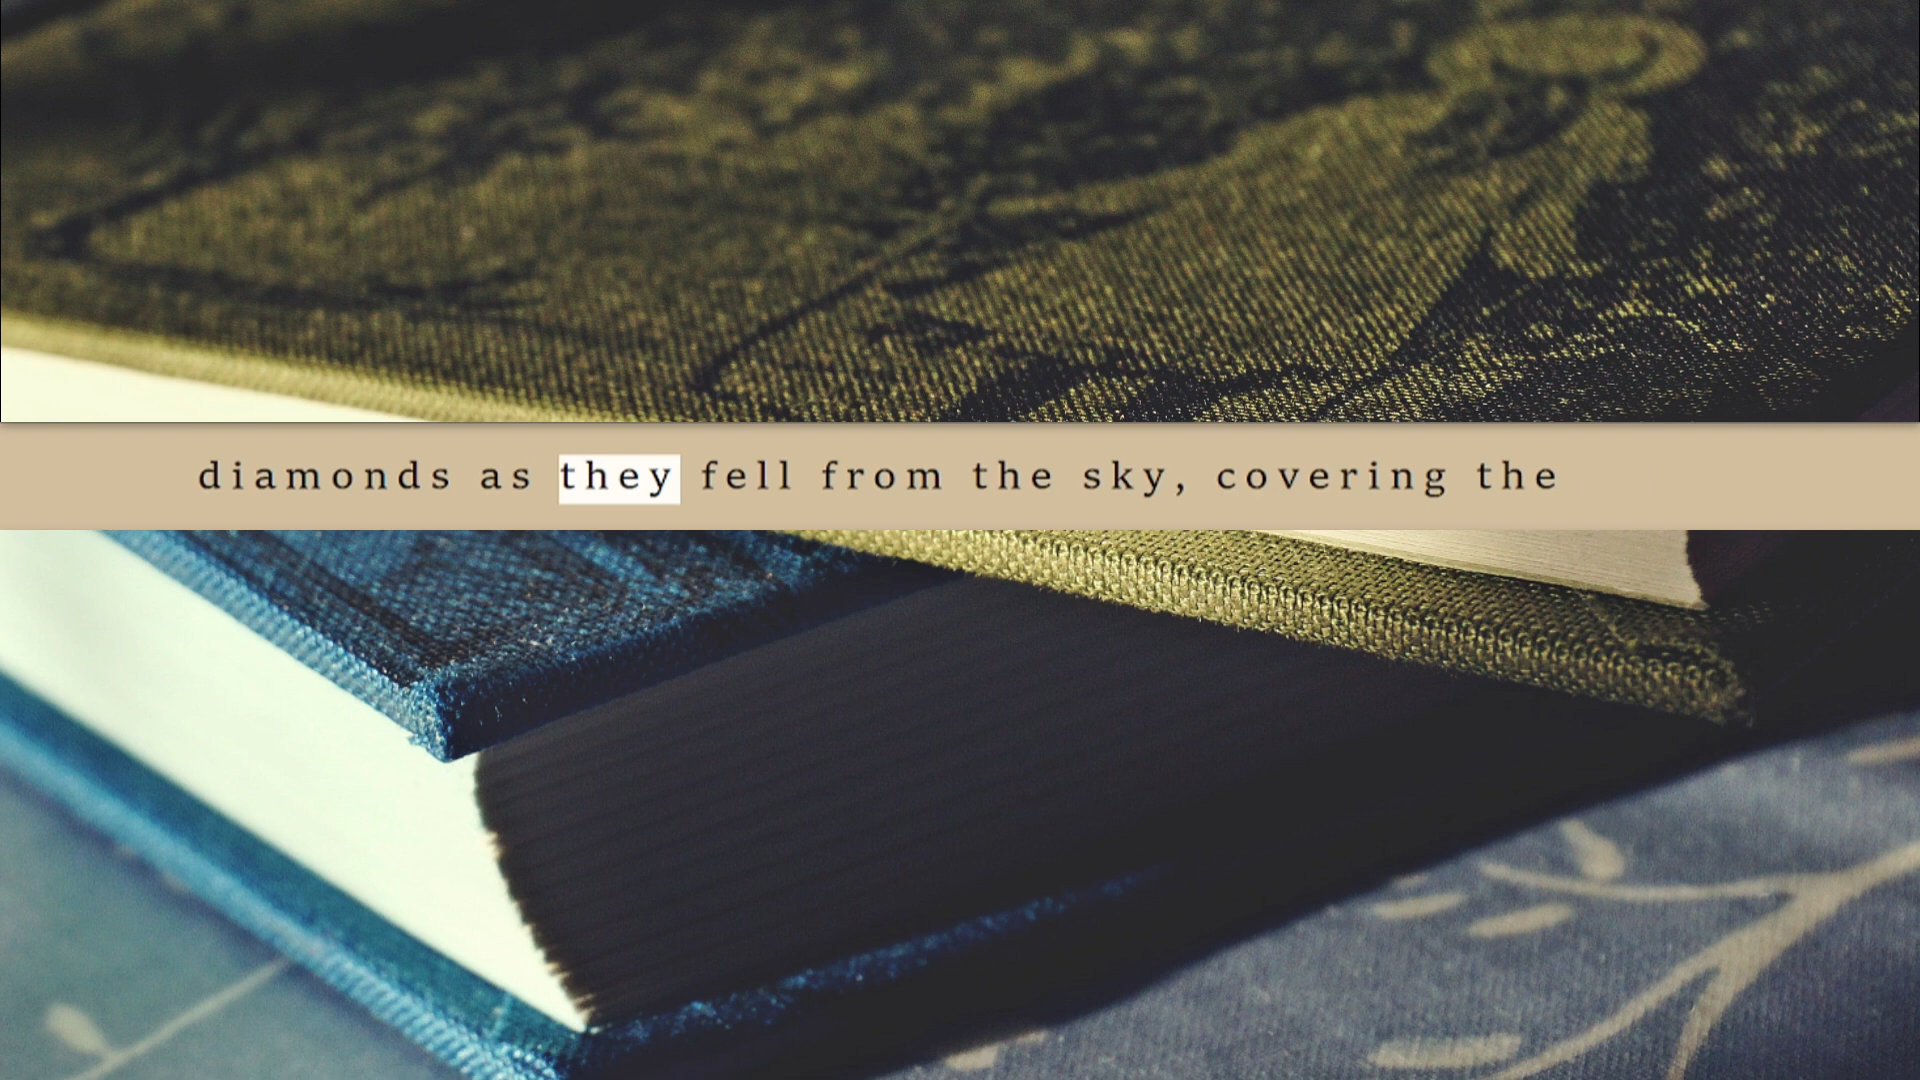 diamonds as they fell from the sky, covering the